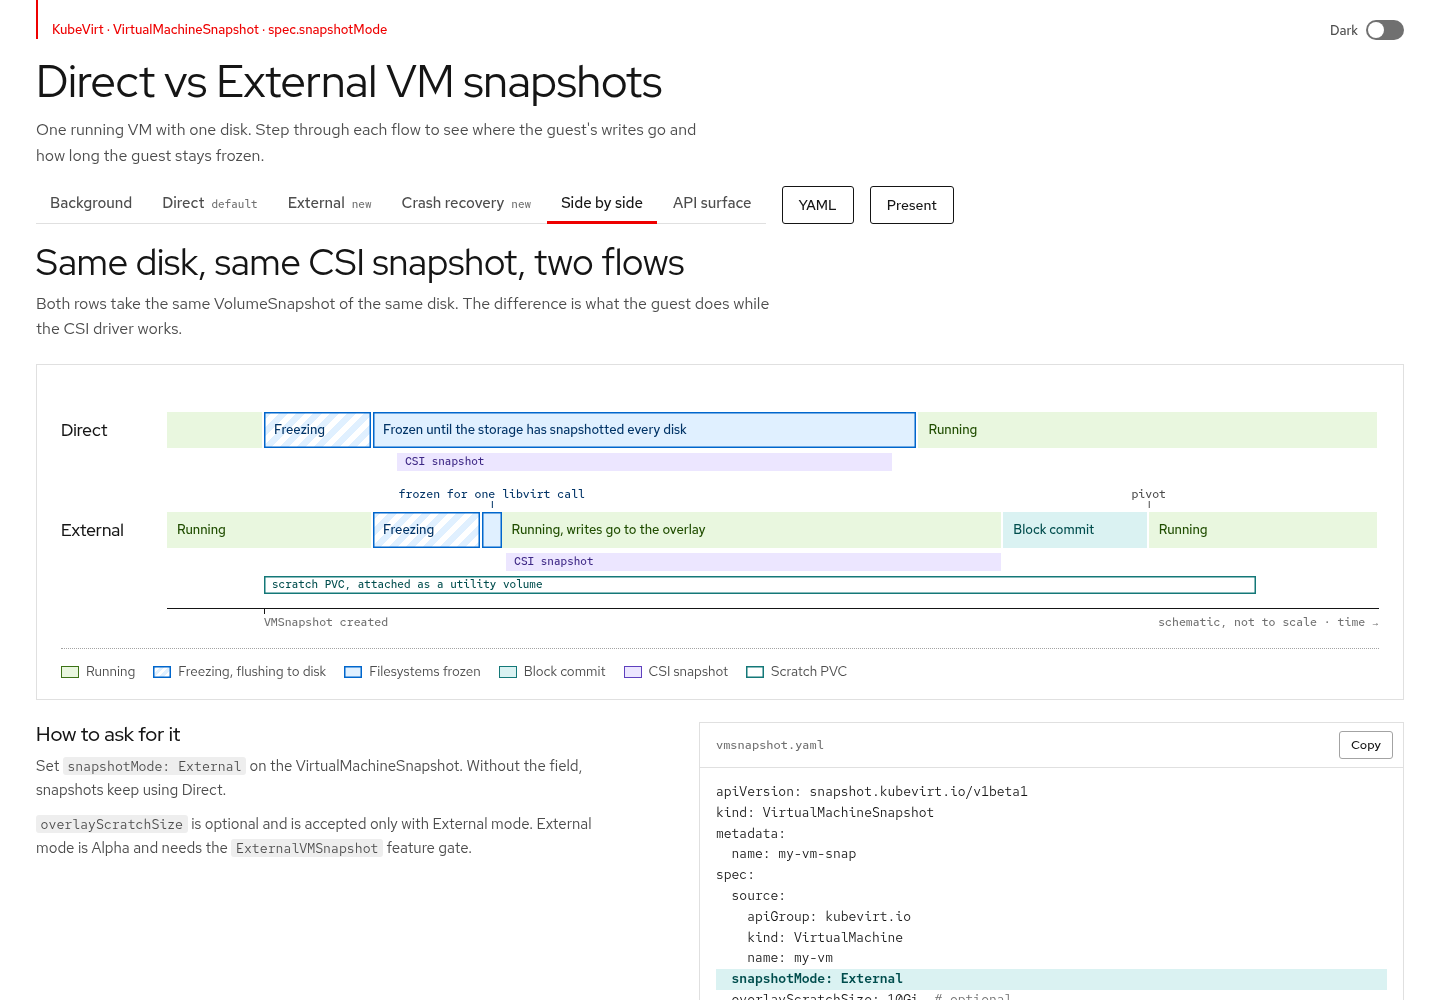 KubeVirt · VirtualMachineSnapshot · spec.snapshotMode
Dark
Direct vs External VM snapshots
One running VM with one disk. Step through each flow to see where the guest's writes go and
how long the guest stays frozen.
Background
Direct default
External new
Crash recovery new
Side by side
API surface
YAML
Present
Same disk, same CSI snapshot, two flows
Both rows take the same VolumeSnapshot of the same disk. The difference is what the guest does while
the CSI driver works.
Direct
Freezing
Frozen until the storage has snapshotted every disk
Running
CSI snapshot
frozen for one libvirt call
pivot
External
Running
Freezing
Running, writes go to the overlay
Block commit
Running
CSI snapshot
scratch PVC, attached as a utility volume
VMSnapshot created
schematic, not to scale · time →
Running
Freezing, flushing to disk
Filesystems frozen
Block commit
CSI snapshot
Scratch PVC
How to ask for it
Set snapshotMode: External on the VirtualMachineSnapshot. Without the field,
snapshots keep using Direct.
overlayScratchSize is optional and is accepted only with External mode. External
mode is Alpha and needs the ExternalVMSnapshot feature gate.
vmsnapshot.yaml
Copy
apiVersion: snapshot.kubevirt.io/v1beta1
kind: VirtualMachineSnapshot
metadata:
  name: my-vm-snap
spec:
  source:
    apiGroup: kubevirt.io
    kind: VirtualMachine
    name: my-vm
  snapshotMode: External
  overlayScratchSize: 10Gi  # optional